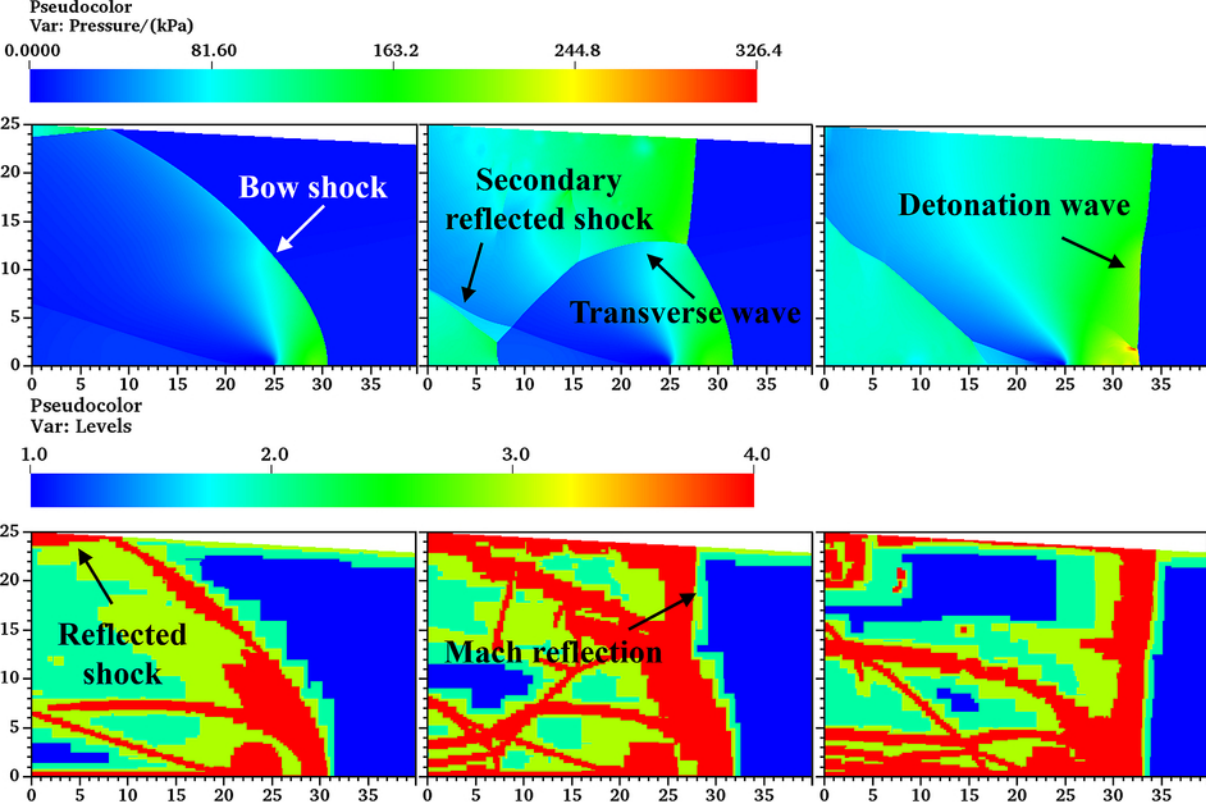 Pseudocolor
Var: Pressure/(kPa)
0.0000 81.60 163.2 244.8 326.4
25
20
15
10
5
0
Bow shock
Secondary
reflected shock
Transverse wave
Detonation wave
0 5 10 15 20 25 30 35 0 5 10 15 20 25 30 35 0 5 10 15 20 25 30 35
Pseudocolor
Var: Levels
1.0 2.0 3.0 4.0
25
20
15
10
5
0
Reflected
shock
Mach reflection
0 5 10 15 20 25 30 35 0 5 10 15 20 25 30 35 0 5 10 15 20 25 30 35